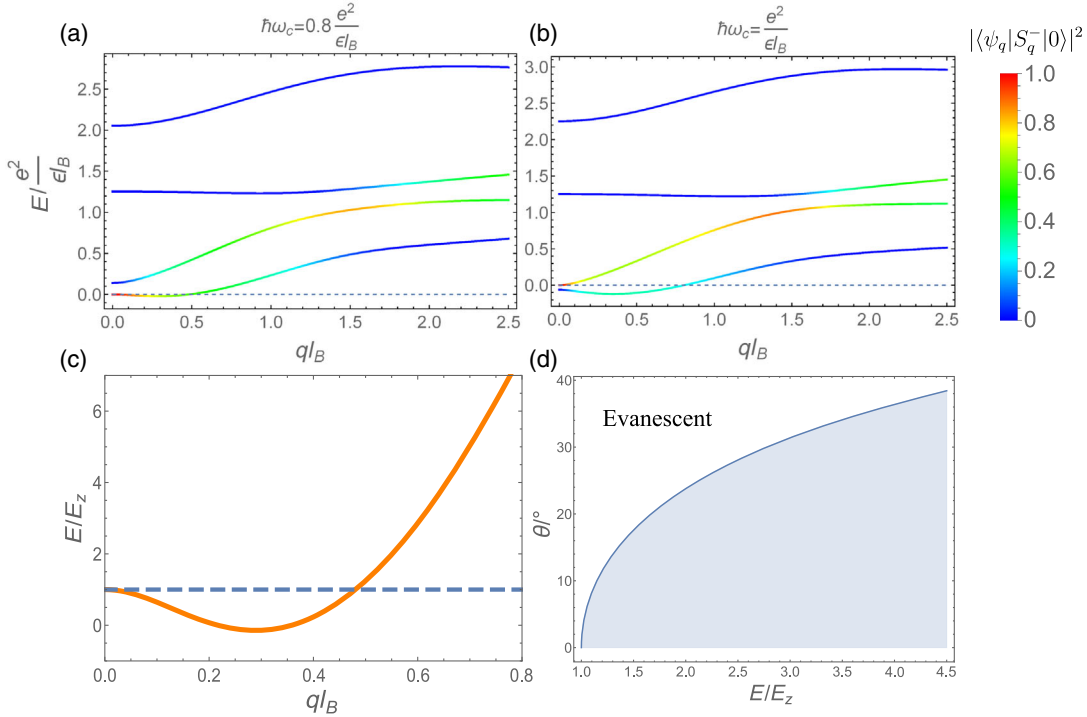 (a)
ħω_c=0.8 e²/ϵl_B
(b)
ħω_c= e²/ϵl_B
|⟨ψ_q|S_q^-|0⟩|²
E/ e²/ϵl_B
2.5
2.0
1.5
1.0
0.5
0.0
0.0 0.5 1.0 1.5 2.0 2.5
ql_B
3.0
2.5
2.0
1.5
1.0
0.5
0.0
0.0 0.5 1.0 1.5 2.0 2.5
ql_B
1.0
0.8
0.6
0.4
0.2
0
(c)
E/E_z
6
4
2
0
0.0 0.2 0.4 0.6 0.8
ql_B
(d)
Evanescent
θ/°
40
30
20
10
0
1.0 1.5 2.0 2.5 3.0 3.5 4.0 4.5
E/E_z